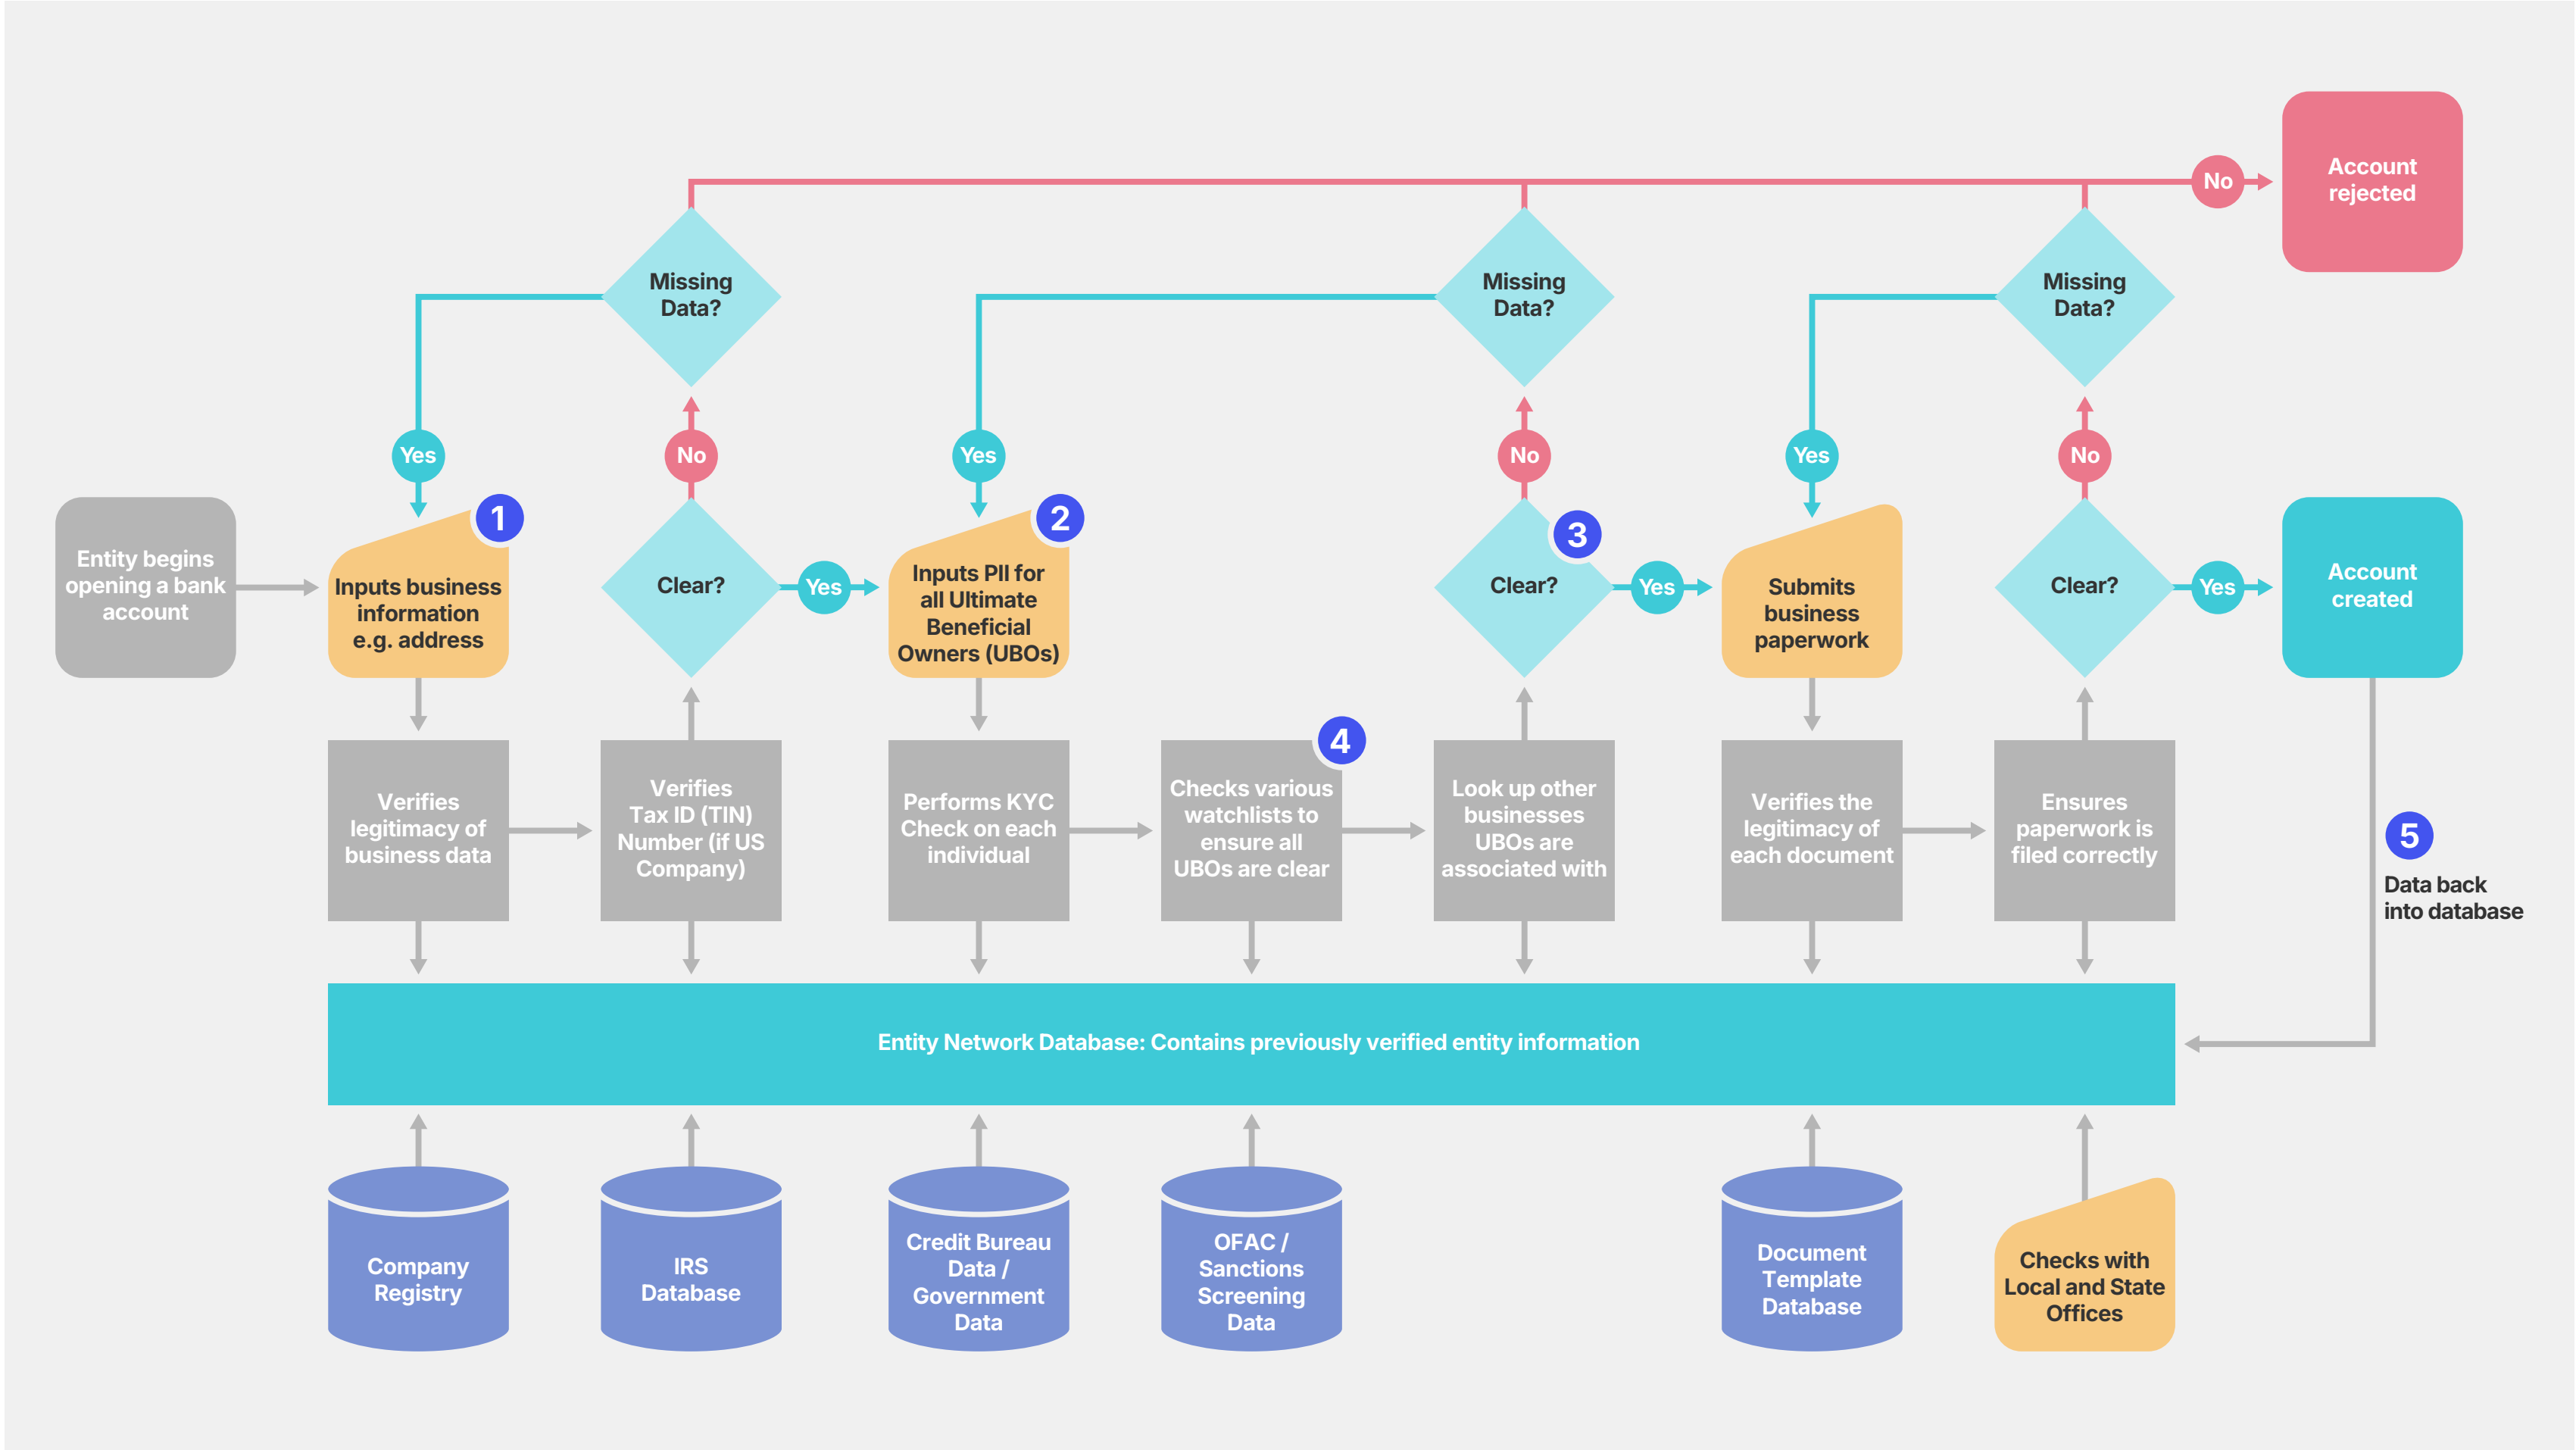 Account
rejected
No
Missing
Data?
Missing
Data?
Missing
Data?
Yes
No
Yes
No
Yes
No
Entity begins
opening a bank
account
1
Inputs business
information
e.g. address
Clear?
Yes
2
Inputs PII for
all Ultimate
Beneficial
Owners (UBOs)
3
Clear?
Yes
Submits
business
paperwork
Clear?
Yes
Account
created
Verifies
legitimacy of
business data
Verifies
Tax ID (TIN)
Number (if US
Company)
Performs KYC
Check on each
individual
4
Checks various
watchlists to
ensure all
UBOs are clear
Look up other
businesses
UBOs are
associated with
Verifies the
legitimacy of
each document
Ensures
paperwork is
filed correctly
5
Data back
into database
Entity Network Database: Contains previously verified entity information
Company
Registry
IRS
Database
Credit Bureau
Data /
Government
Data
OFAC /
Sanctions
Screening
Data
Document
Template
Database
Checks with
Local and State
Offices